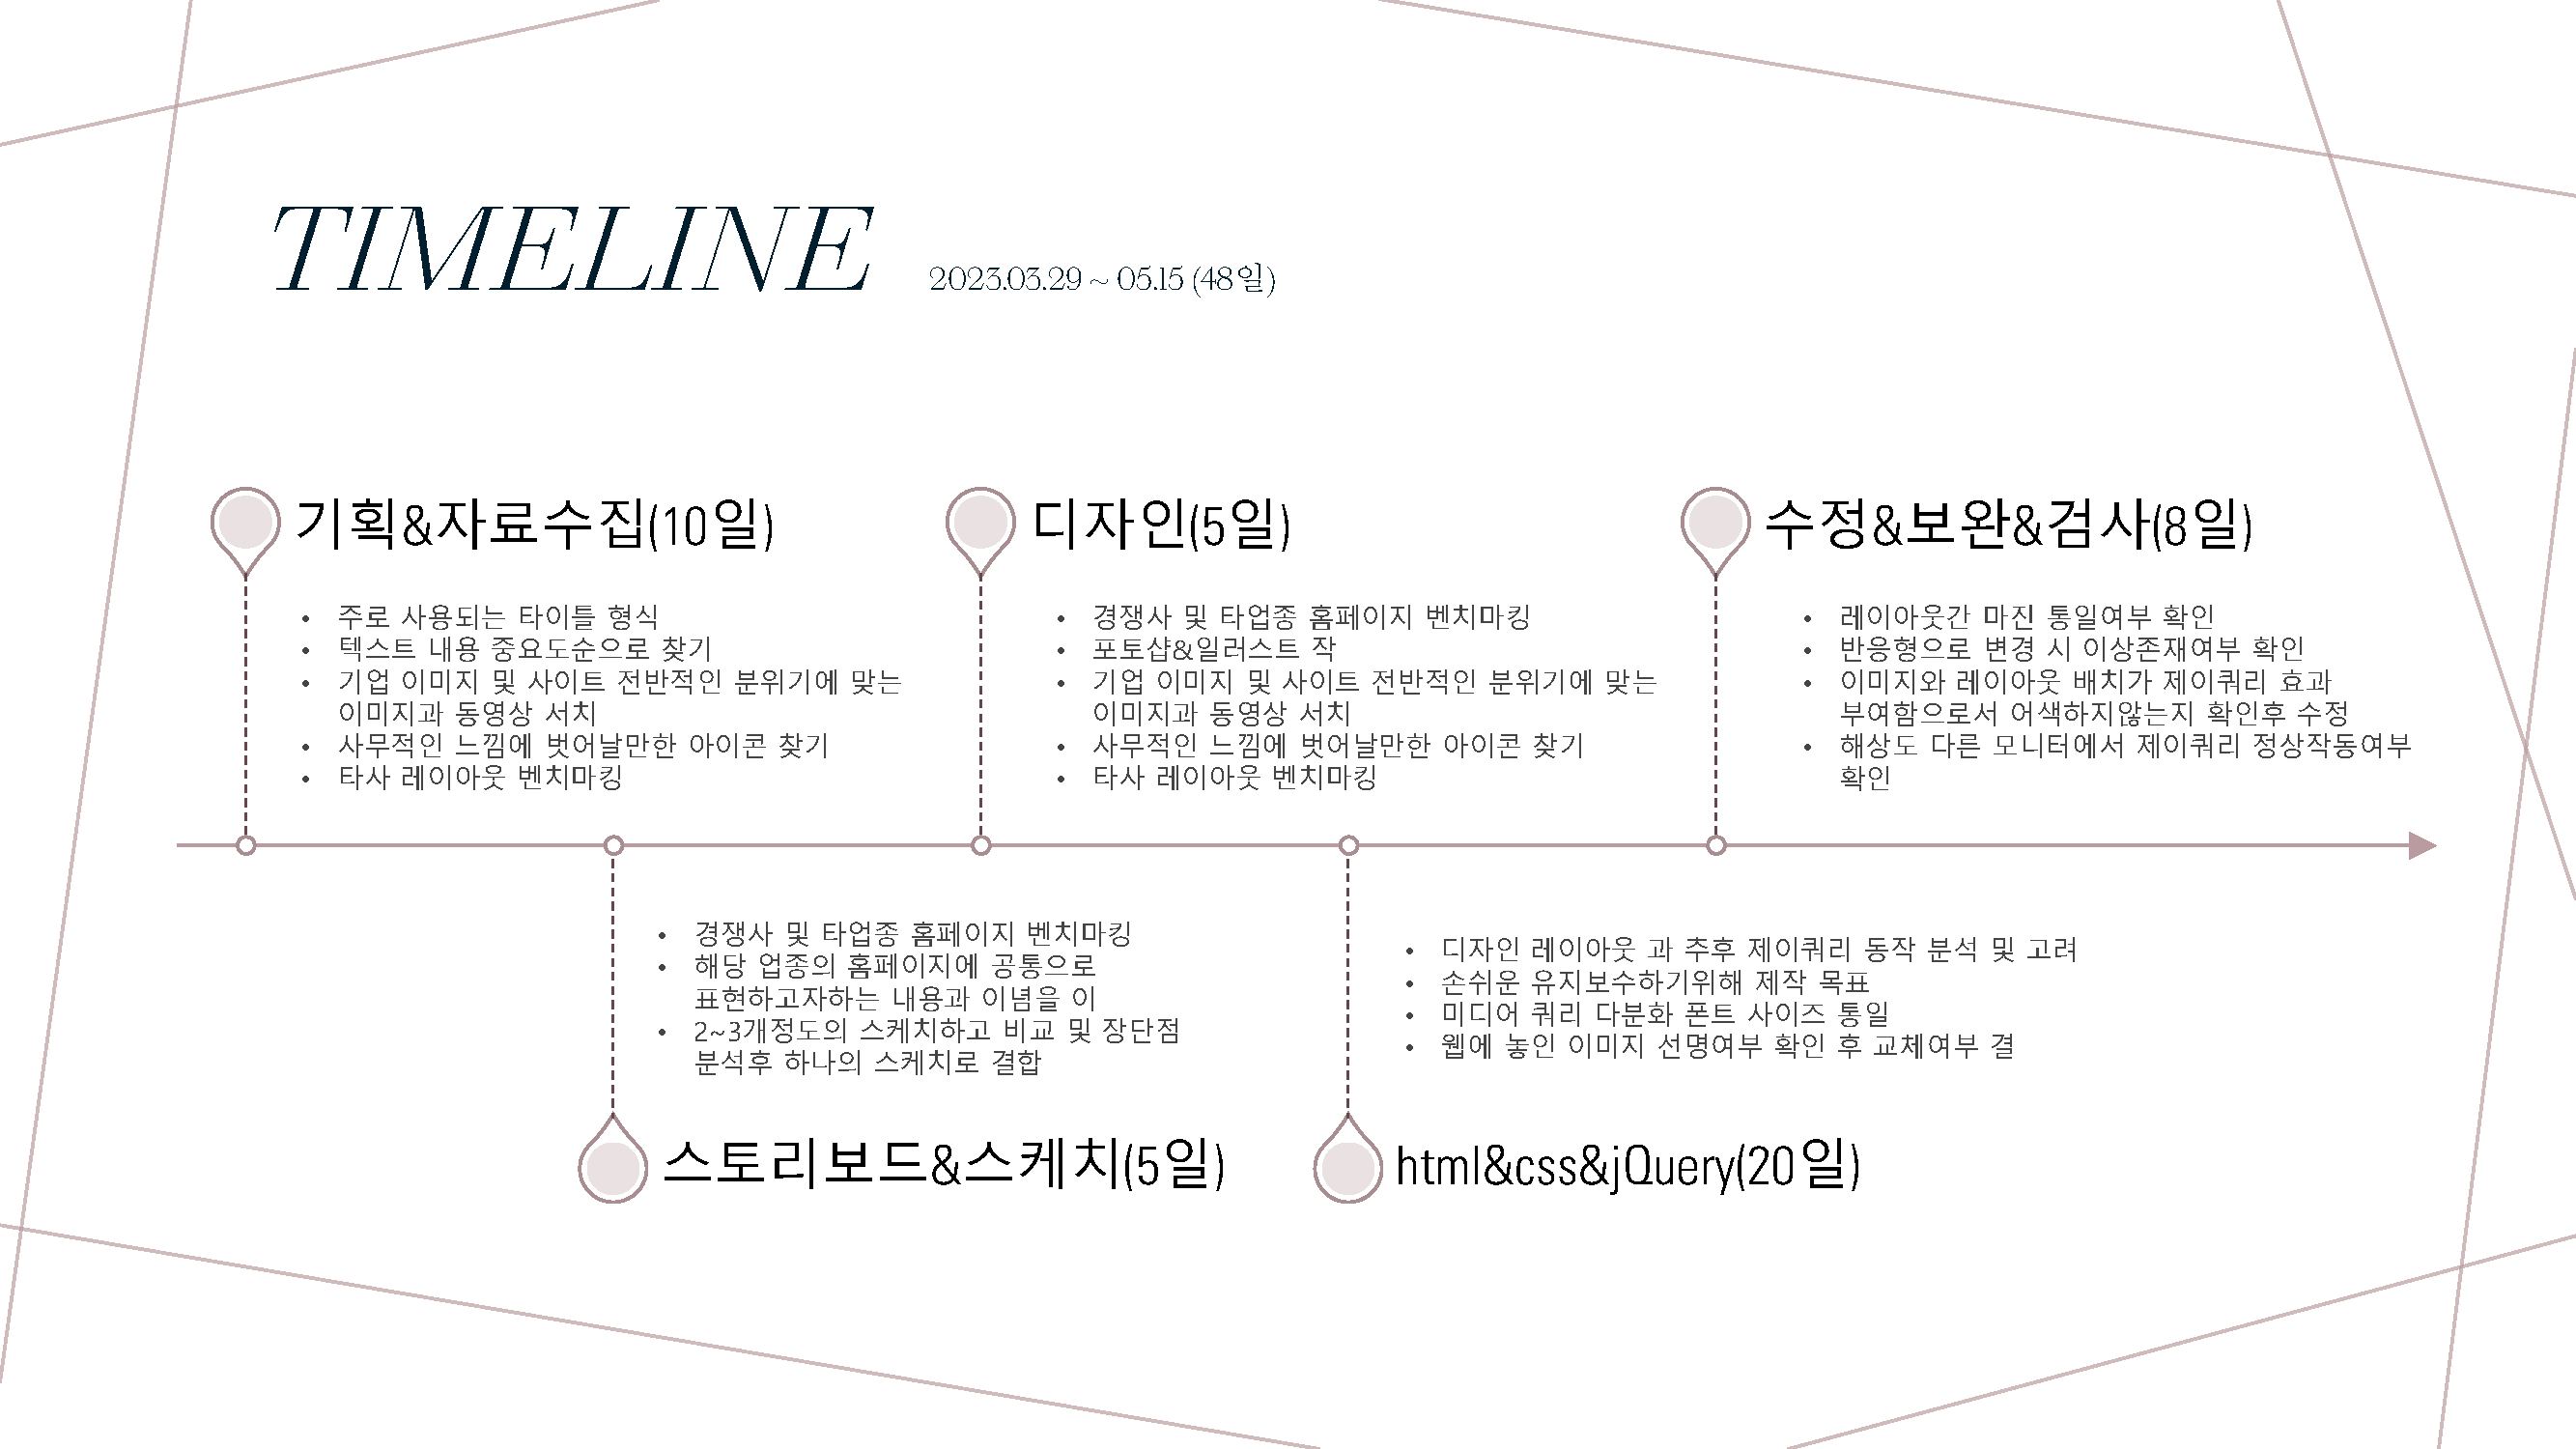 TIMELINE 2023.03.29 ~ 05.15 (48일)
기획&자료수집(10일)
• 주로 사용되는 타이틀 형식
• 텍스트 내용 중요도순으로 찾기
• 기업 이미지 및 사이트 전반적인 분위기에 맞는
이미지과 동영상 서치
• 사무적인 느낌에 벗어날만한 아이콘 찾기
• 타사 레이아웃 벤치마킹
디자인(5일)
• 경쟁사 및 타업종 홈페이지 벤치마킹
• 포토샵&일러스트 작
• 기업 이미지 및 사이트 전반적인 분위기에 맞는
이미지과 동영상 서치
• 사무적인 느낌에 벗어날만한 아이콘 찾기
• 타사 레이아웃 벤치마킹
수정&보완&검사(8일)
• 레이아웃간 마진 통일여부 확인
• 반응형으로 변경 시 이상존재여부 확인
• 이미지와 레이아웃 배치가 제이쿼리 효과
부여함으로서 어색하지않는지 확인후 수정
• 해상도 다른 모니터에서 제이쿼리 정상작동여부
확인
• 경쟁사 및 타업종 홈페이지 벤치마킹
• 해당 업종의 홈페이지에 공통으로
표현하고자하는 내용과 이념을 이
• 2~3개정도의 스케치하고 비교 및 장단점
분석후 하나의 스케치로 결합
스토리보드&스케치(5일)
• 디자인 레이아웃 과 추후 제이쿼리 동작 분석 및 고려
• 손쉬운 유지보수하기위해 제작 목표
• 미디어 쿼리 다분화 폰트 사이즈 통일
• 웹에 놓인 이미지 선명여부 확인 후 교체여부 결
html&css&jQuery(20일)